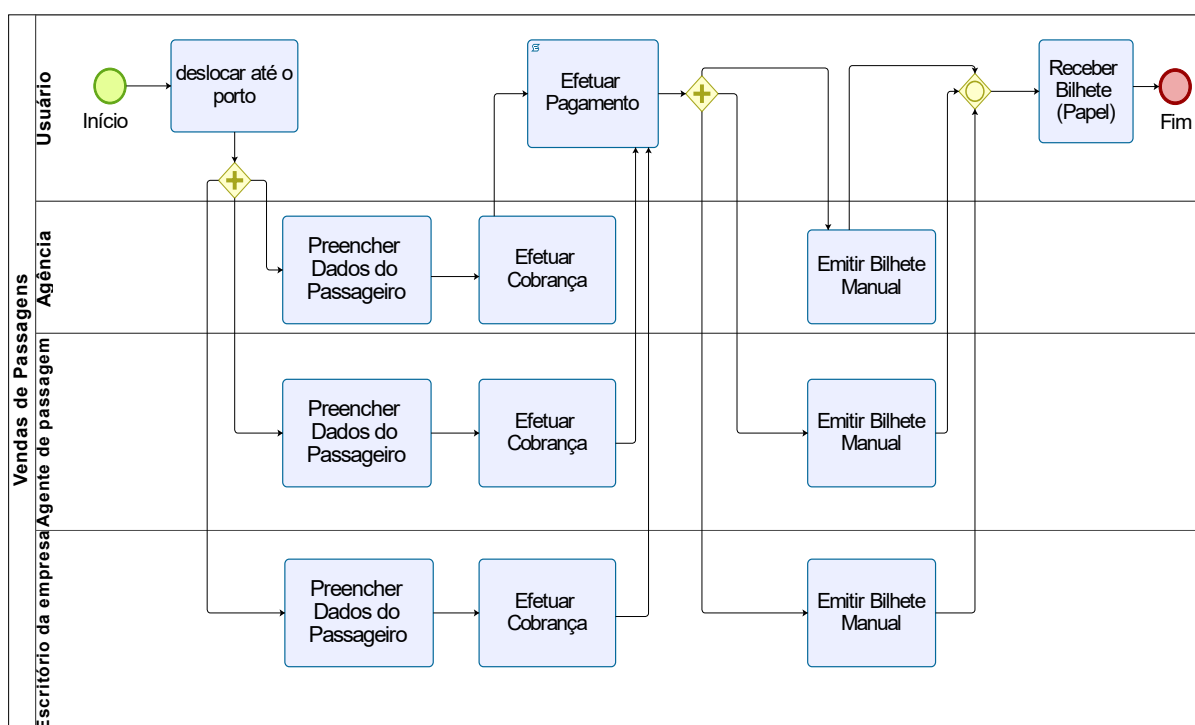 Vendas de Passagens
Usuário
Início
deslocar até o
porto
Efetuar
Pagamento
Receber
Bilhete
(Papel)
Fim
Agência
Preencher
Dados do
Passageiro
Efetuar
Cobrança
Emitir Bilhete
Manual
Agente de passagem
Preencher
Dados do
Passageiro
Efetuar
Cobrança
Emitir Bilhete
Manual
Escritório da empresa
Preencher
Dados do
Passageiro
Efetuar
Cobrança
Emitir Bilhete
Manual